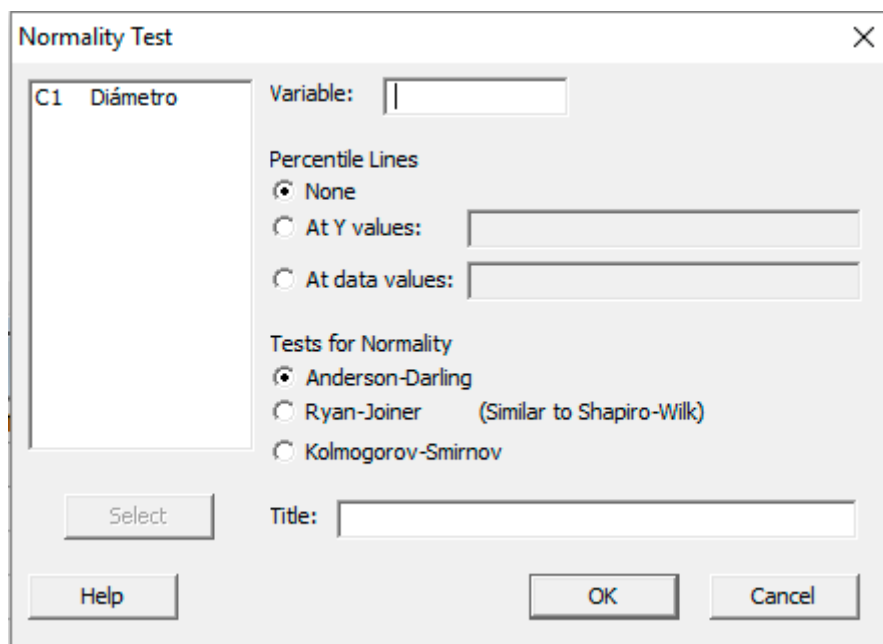 Normality Test
C1 Diámetro
Variable:
Percentile Lines
None
At Y values:
At data values:
Tests for Normality
Anderson-Darling
Ryan-Joiner (Similar to Shapiro-Wilk)
Kolmogorov-Smirnov
Select
Title:
Help
OK
Cancel